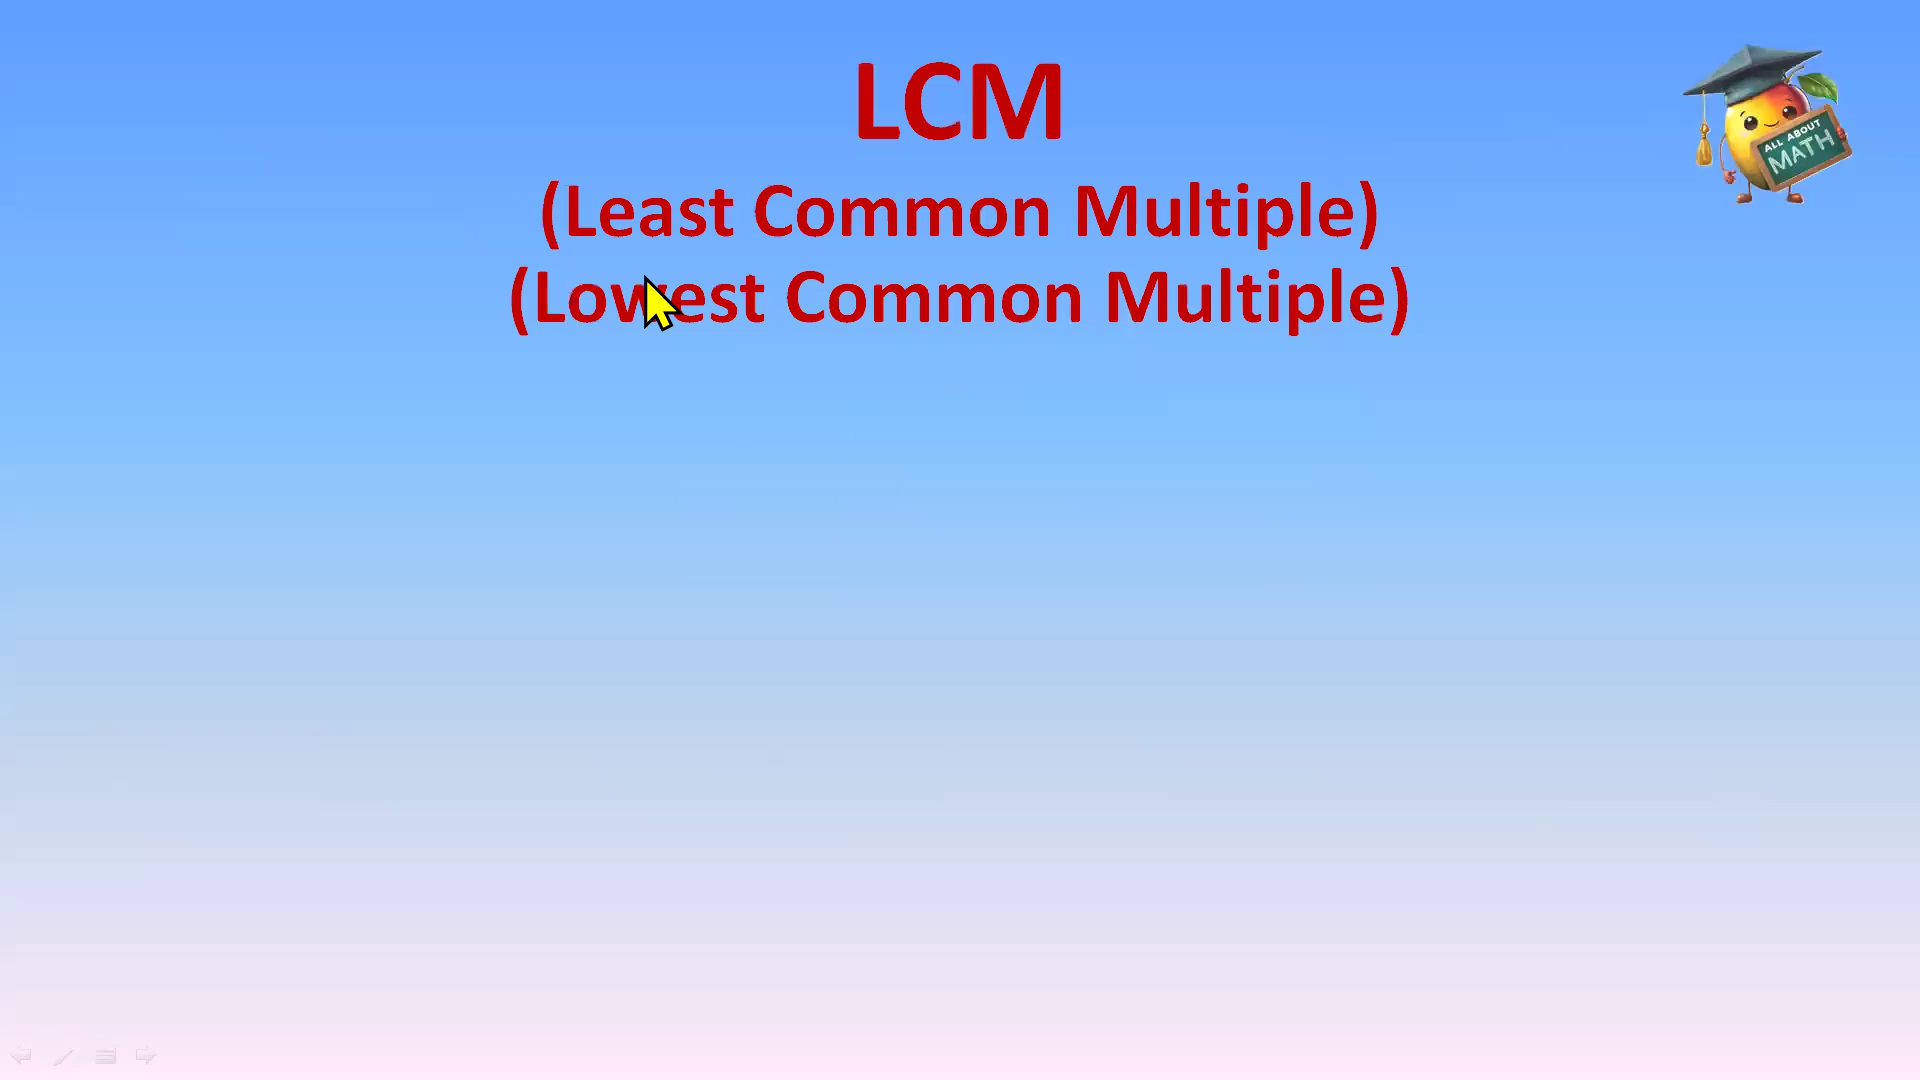 LCM
(Least Common Multiple)
(Lowest Common Multiple)
ALL ABOUT
MATH